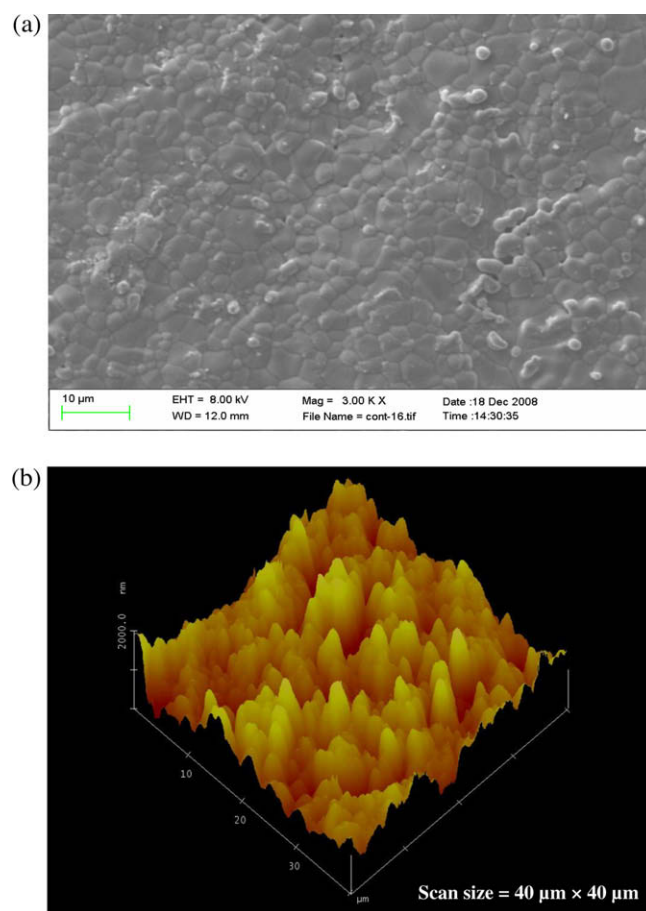 (a)
10 µm
EHT = 8.00 kV
Mag = 3.00 K X
Date :18 Dec 2008
WD = 12.0 mm
File Name = cont-16.tif
Time :14:30:35
(b)
2000.0 nm
10
20
30
µm
Scan size = 40 µm × 40 µm